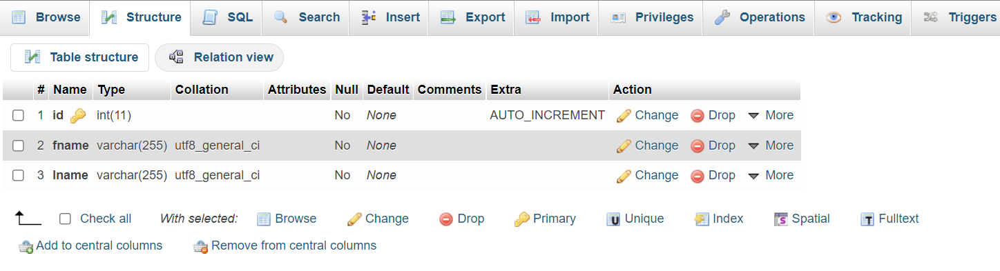 Browse Structure SQL Search Insert Export Import Privileges Operations Tracking Triggers
Table structure Relation view
# Name Type Collation Attributes Null Default Comments Extra Action
1 id int(11) No None AUTO_INCREMENT Change Drop More
2 fname varchar(255) utf8_general_ci No None Change Drop More
3 lname varchar(255) utf8_general_ci No None Change Drop More
Check all With selected: Browse Change Drop Primary Unique Index Spatial Fulltext
Add to central columns Remove from central columns